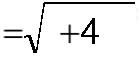 =√ +4